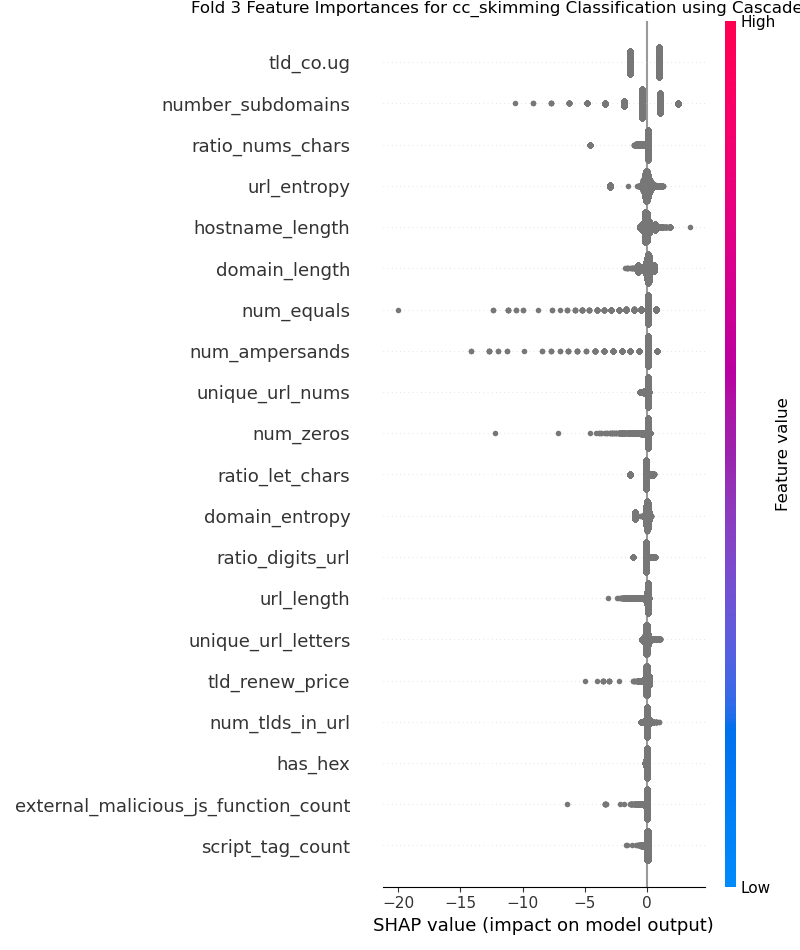 Fold 3 Feature Importances for cc_skimming Classification using Cascade
High
tld_co.ug
number_subdomains
ratio_nums_chars
url_entropy
hostname_length
domain_length
num_equals
num_ampersands
unique_url_nums
num_zeros
ratio_let_chars
domain_entropy
ratio_digits_url
url_length
unique_url_letters
tld_renew_price
num_tlds_in_url
has_hex
external_malicious_js_function_count
script_tag_count
Feature value
Low
−20 −15 −10 −5 0
SHAP value (impact on model output)